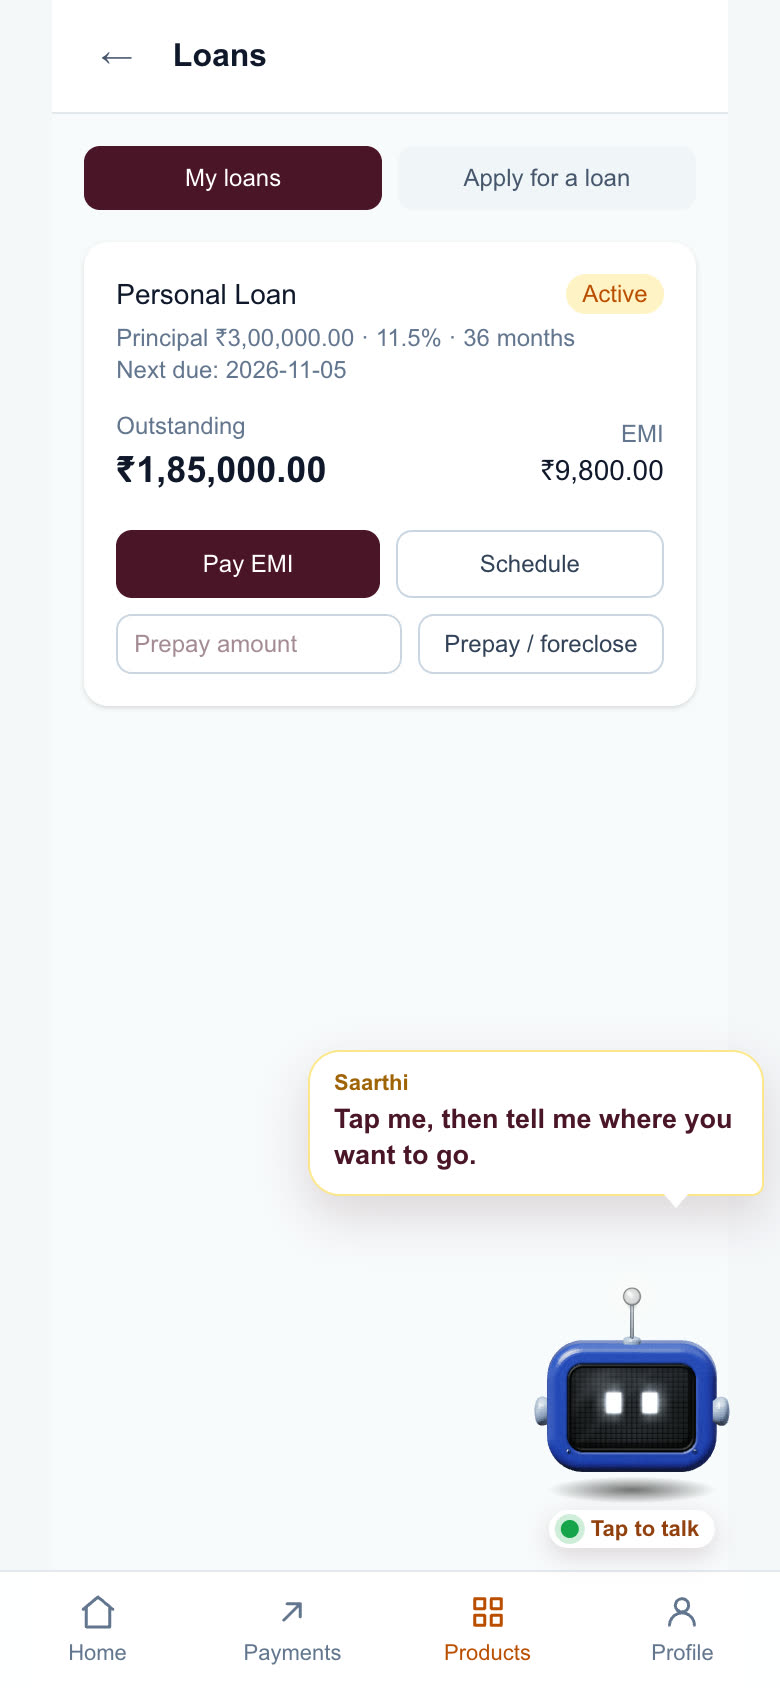 ← Loans
My loans
Apply for a loan
Personal Loan
Active
Principal ₹3,00,000.00 · 11.5% · 36 months
Next due: 2026-11-05
Outstanding
EMI
₹1,85,000.00
₹9,800.00
Pay EMI
Schedule
Prepay amount
Prepay / foreclose
Saarthi
Tap me, then tell me where you
want to go.
Tap to talk
Home
Payments
Products
Profile